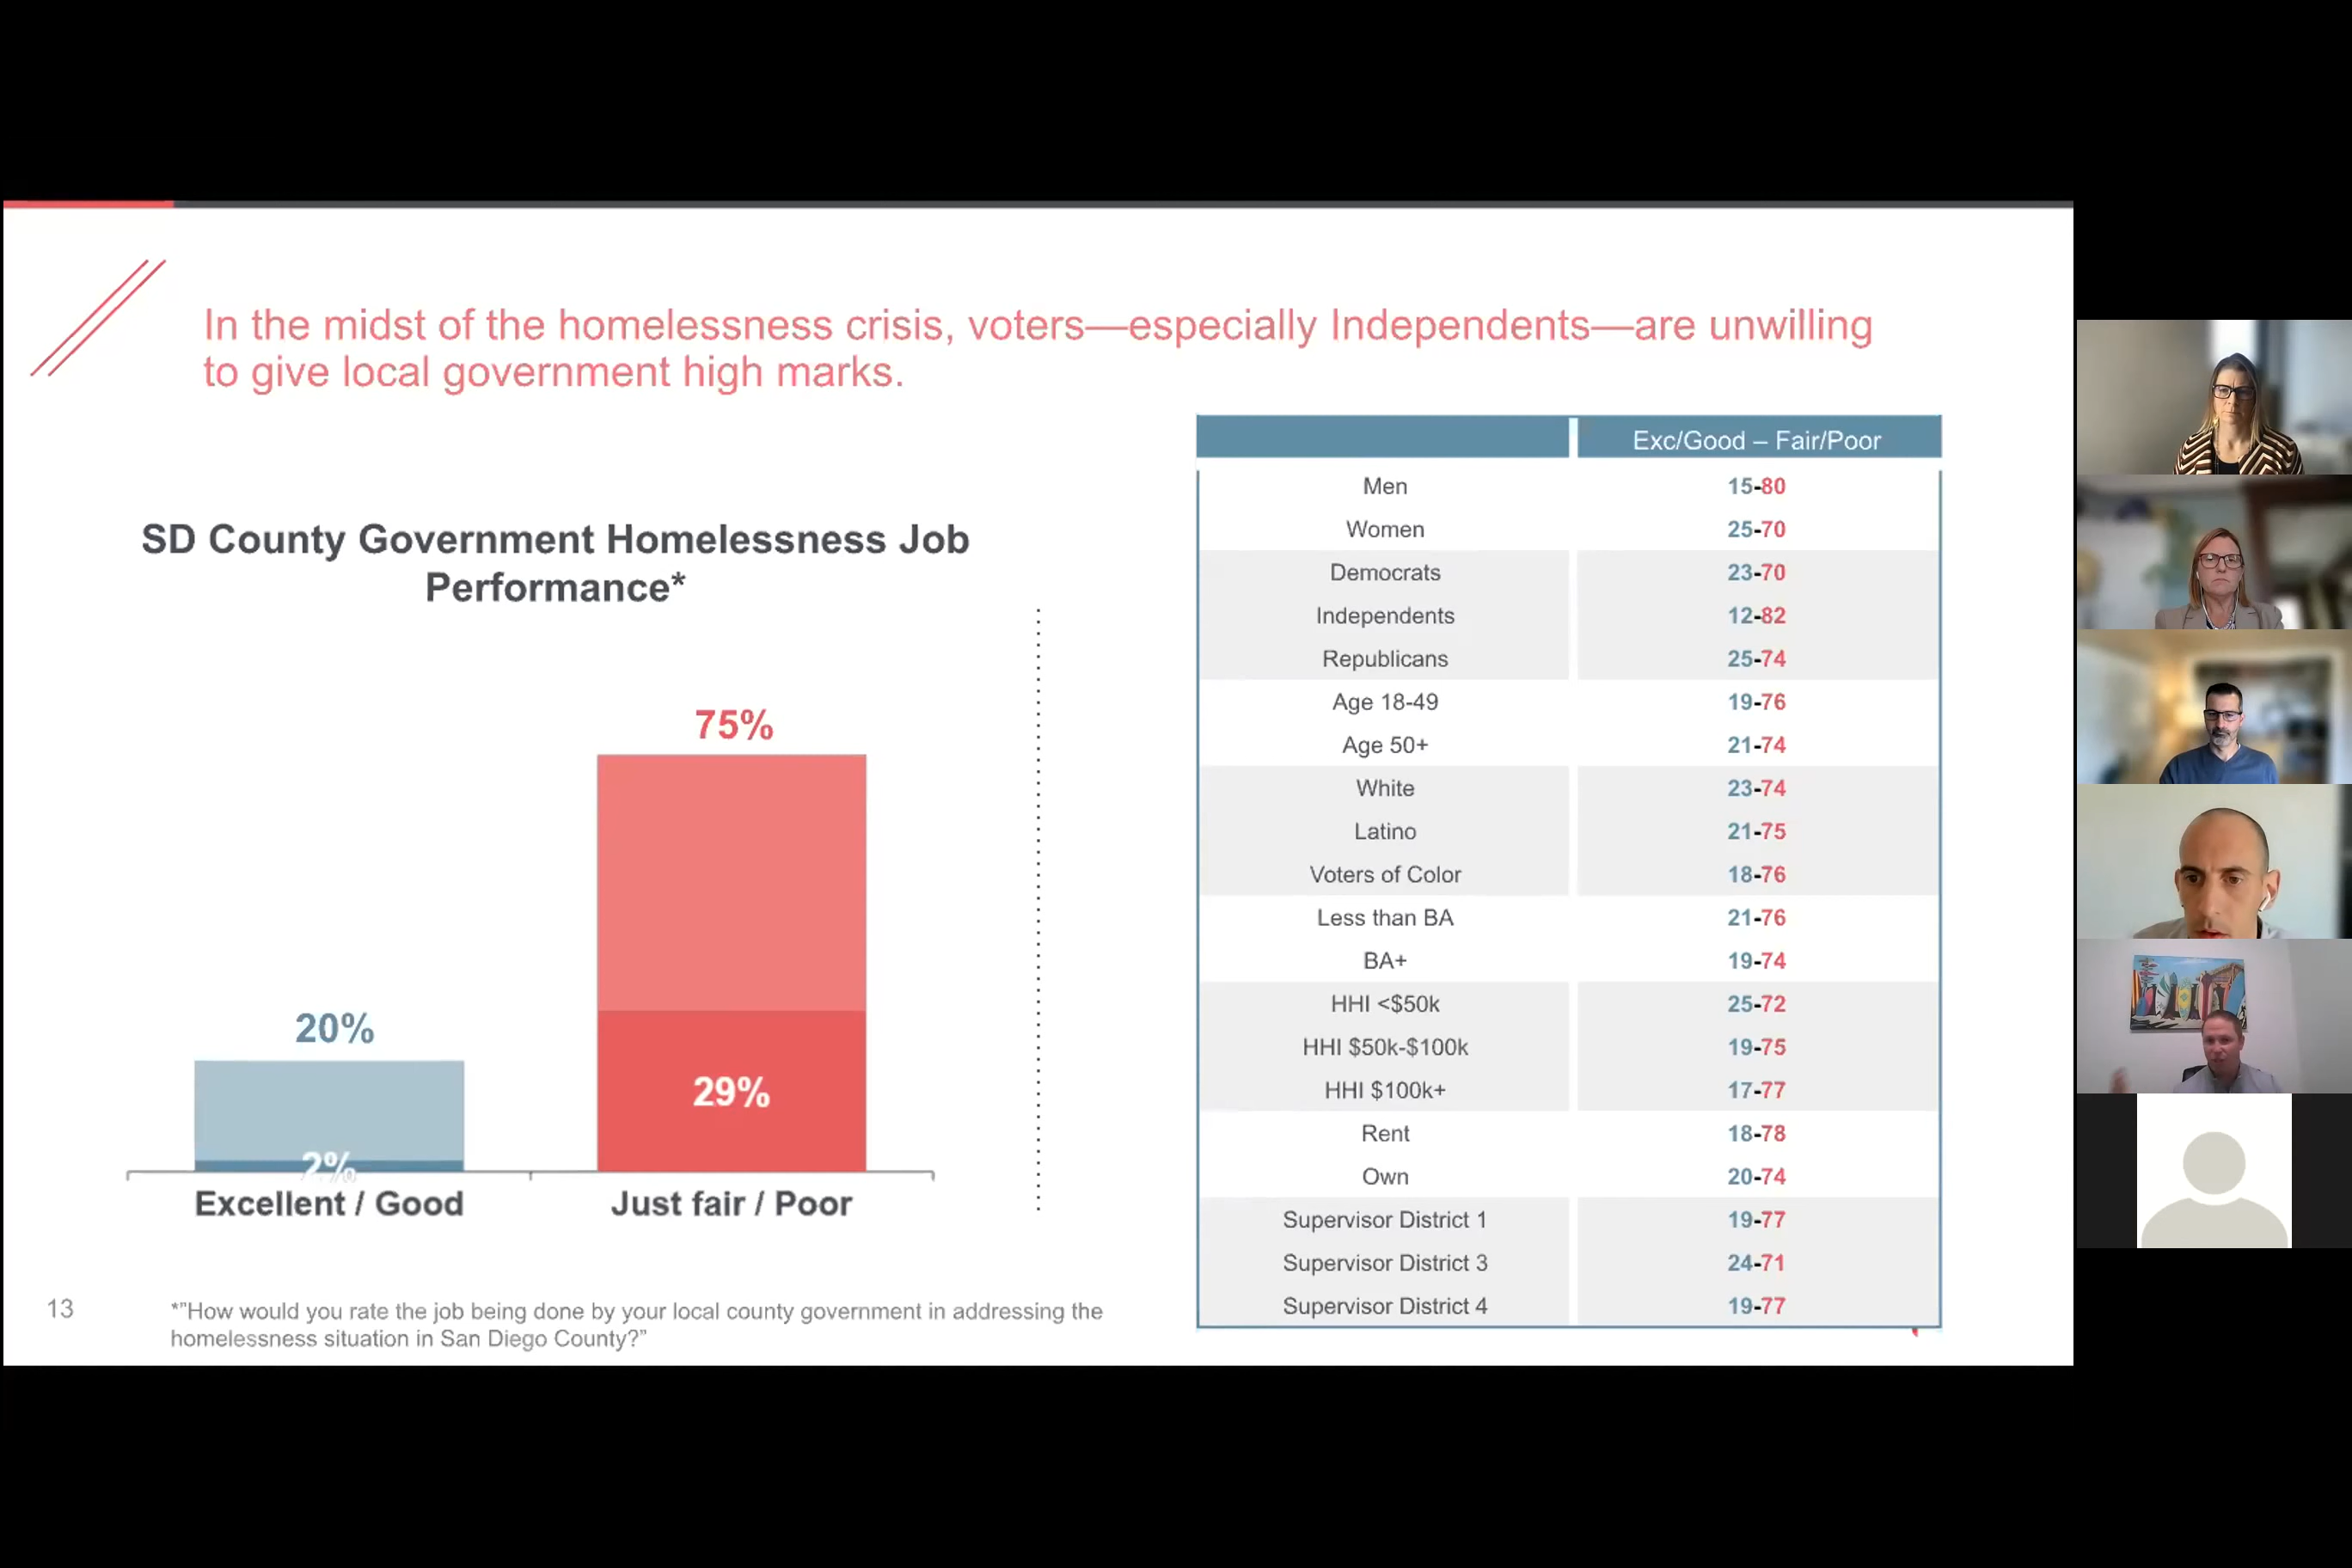 In the midst of the homelessness crisis, voters—especially Independents—are unwilling
to give local government high marks.
SD County Government Homelessness Job
Performance*
75%
29%
20%
2%
Excellent / Good
Just fair / Poor
Exc/Good – Fair/Poor
Men 15-80
Women 25-70
Democrats 23-70
Independents 12-82
Republicans 25-74
Age 18-49 19-76
Age 50+ 21-74
White 23-74
Latino 21-75
Voters of Color 18-76
Less than BA 21-76
BA+ 19-74
HHI <$50k 25-72
HHI $50k-$100k 19-75
HHI $100k+ 17-77
Rent 18-78
Own 20-74
Supervisor District 1 19-77
Supervisor District 3 24-71
Supervisor District 4 19-77
13
*"How would you rate the job being done by your local county government in addressing the
homelessness situation in San Diego County?”